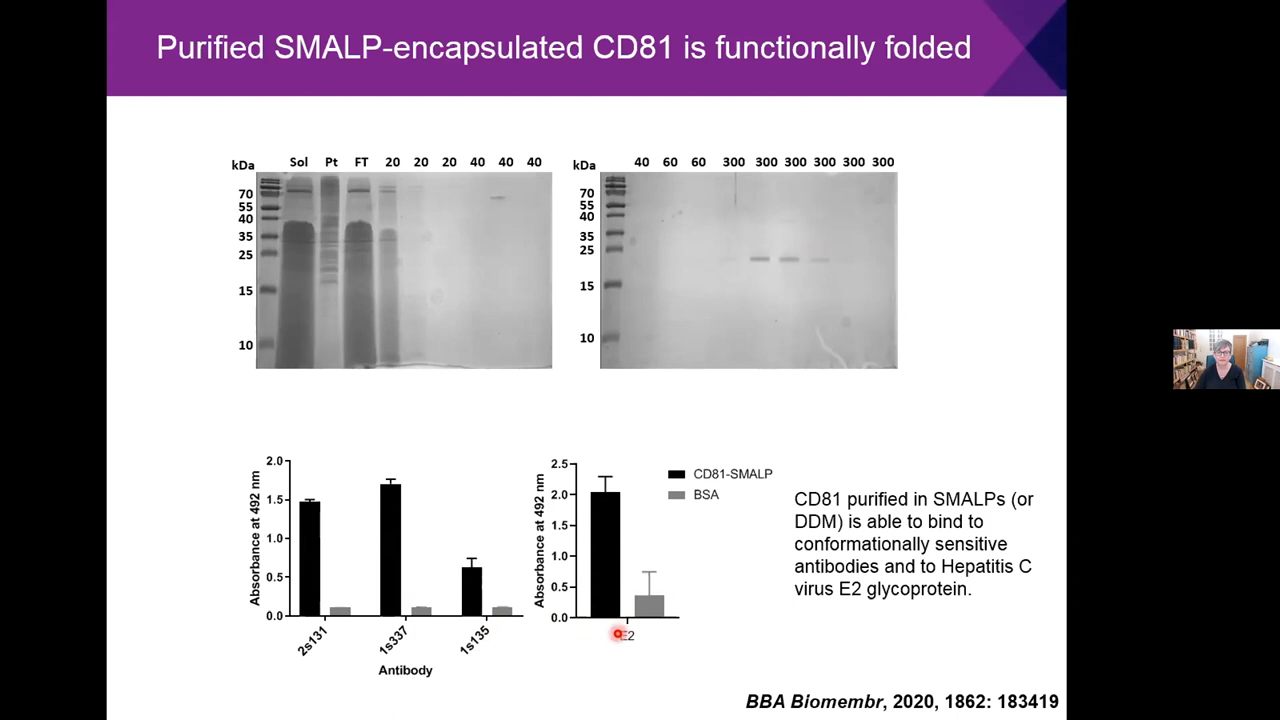 Purified SMALP-encapsulated CD81 is functionally folded
kDa Sol Pt FT 20 20 20 40 40 40
70
55
40
35
25
15
10
kDa 40 60 60 300 300 300 300 300 300
70
55
40
35
25
15
10
Absorbance at 492 nm
2.0
1.5
1.0
0.5
0.0
2s131 1s337 1s135
Antibody
Absorbance at 492 nm
2.5
2.0
1.5
1.0
0.5
0.0
E2
CD81-SMALP
BSA
CD81 purified in SMALPs (or
DDM) is able to bind to
conformationally sensitive
antibodies and to Hepatitis C
virus E2 glycoprotein.
BBA Biomembr, 2020, 1862: 183419